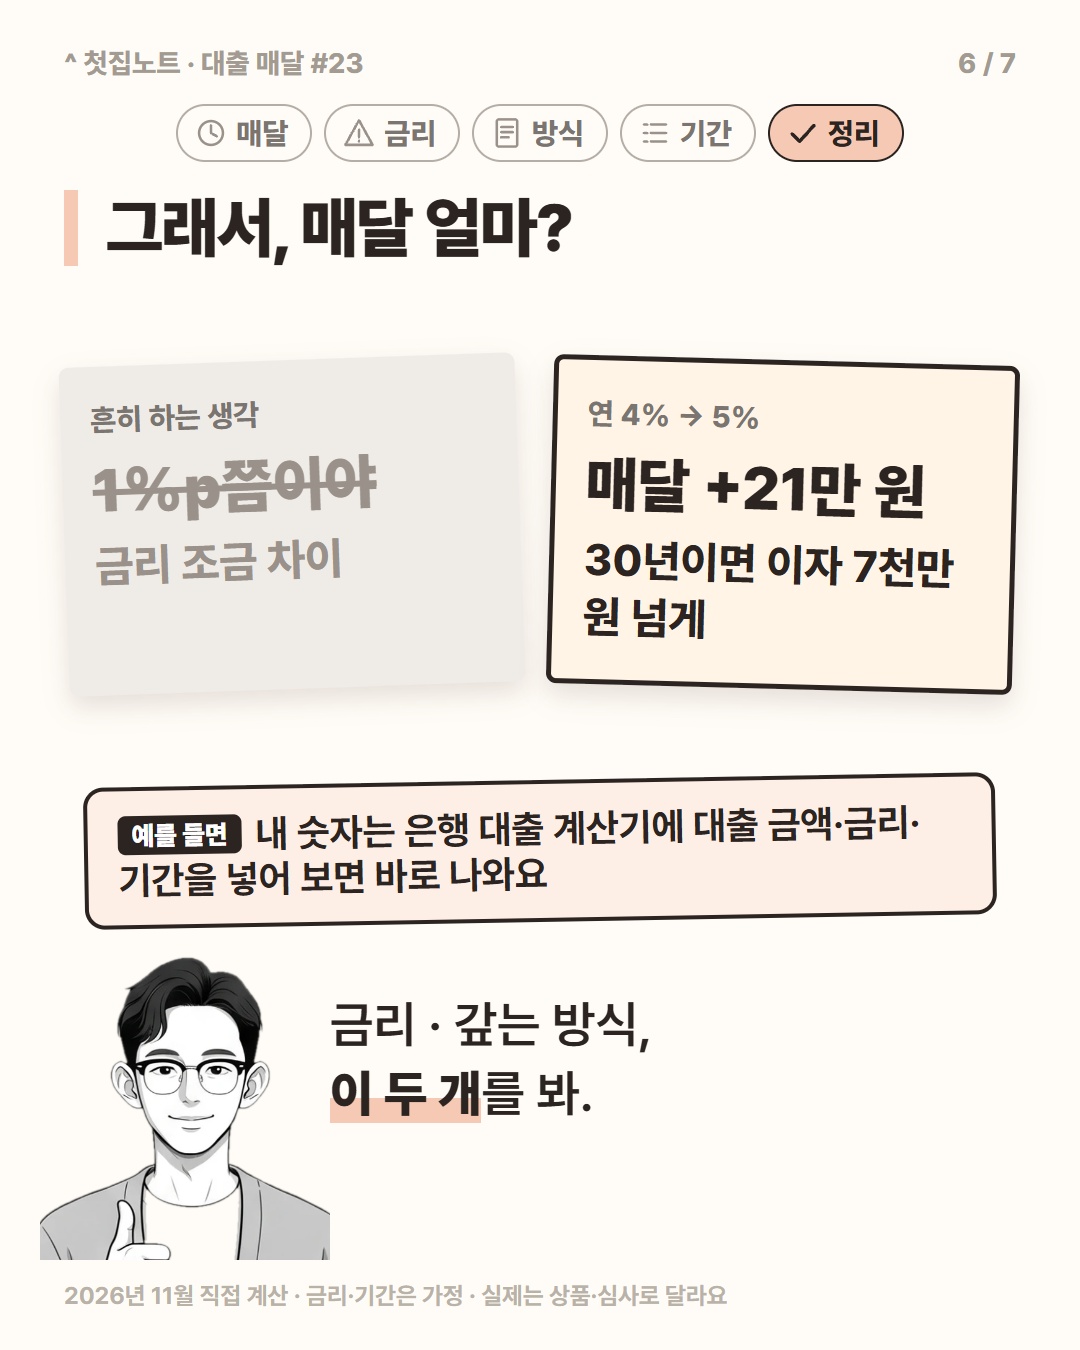 ^ 첫집노트 · 대출 매달 #23
6 / 7
매달
금리
방식
기간
정리
그래서, 매달 얼마?
흔히 하는 생각
1%p쯤이야
금리 조금 차이
연 4% → 5%
매달 +21만 원
30년이면 이자 7천만
원 넘게
예를 들면 내 숫자는 은행 대출 계산기에 대출 금액·금리·
기간을 넣어 보면 바로 나와요
금리 · 갚는 방식,
이 두 개를 봐.
2026년 11월 직접 계산 · 금리·기간은 가정 · 실제는 상품·심사로 달라요